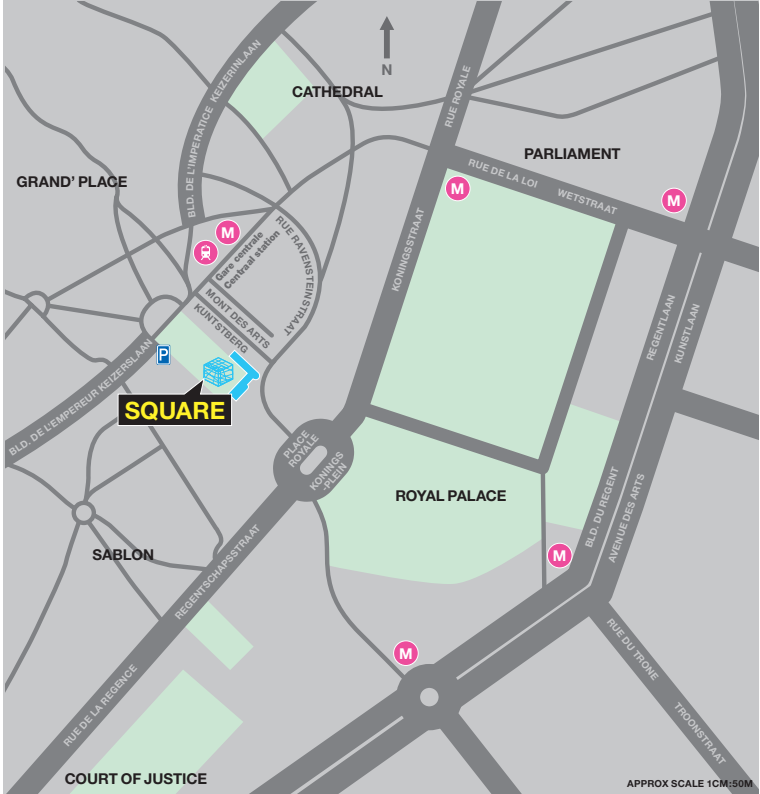 N
CATHEDRAL
BLD. DE L'IMPERATICE KEIZERINLAAN
RUE ROYALE
KONINGSSTRAAT
PARLIAMENT
RUE DE LA LOI
WETSTRAAT
GRAND' PLACE
M
M
M
Gare centrale
Centraal station
RUE RAVENSTEINSTRAAT
MONT DES ARTS
KUNTSTBERG
P
SQUARE
BLD. DE L'EMPEREUR KEIZERSLAAN
REGENTLAAN
KUNSTLAAN
PLACE
ROYALE
KONINGS
-PLEIN
ROYAL PALACE
BLD. DU REGENT
AVENUE DES ARTS
SABLON
REGENTSCHAPSSTRAAT
RUE DE LA REGENCE
M
M
RUE DU TRONE
TROONSTRAAT
COURT OF JUSTICE
APPROX SCALE 1CM:50M